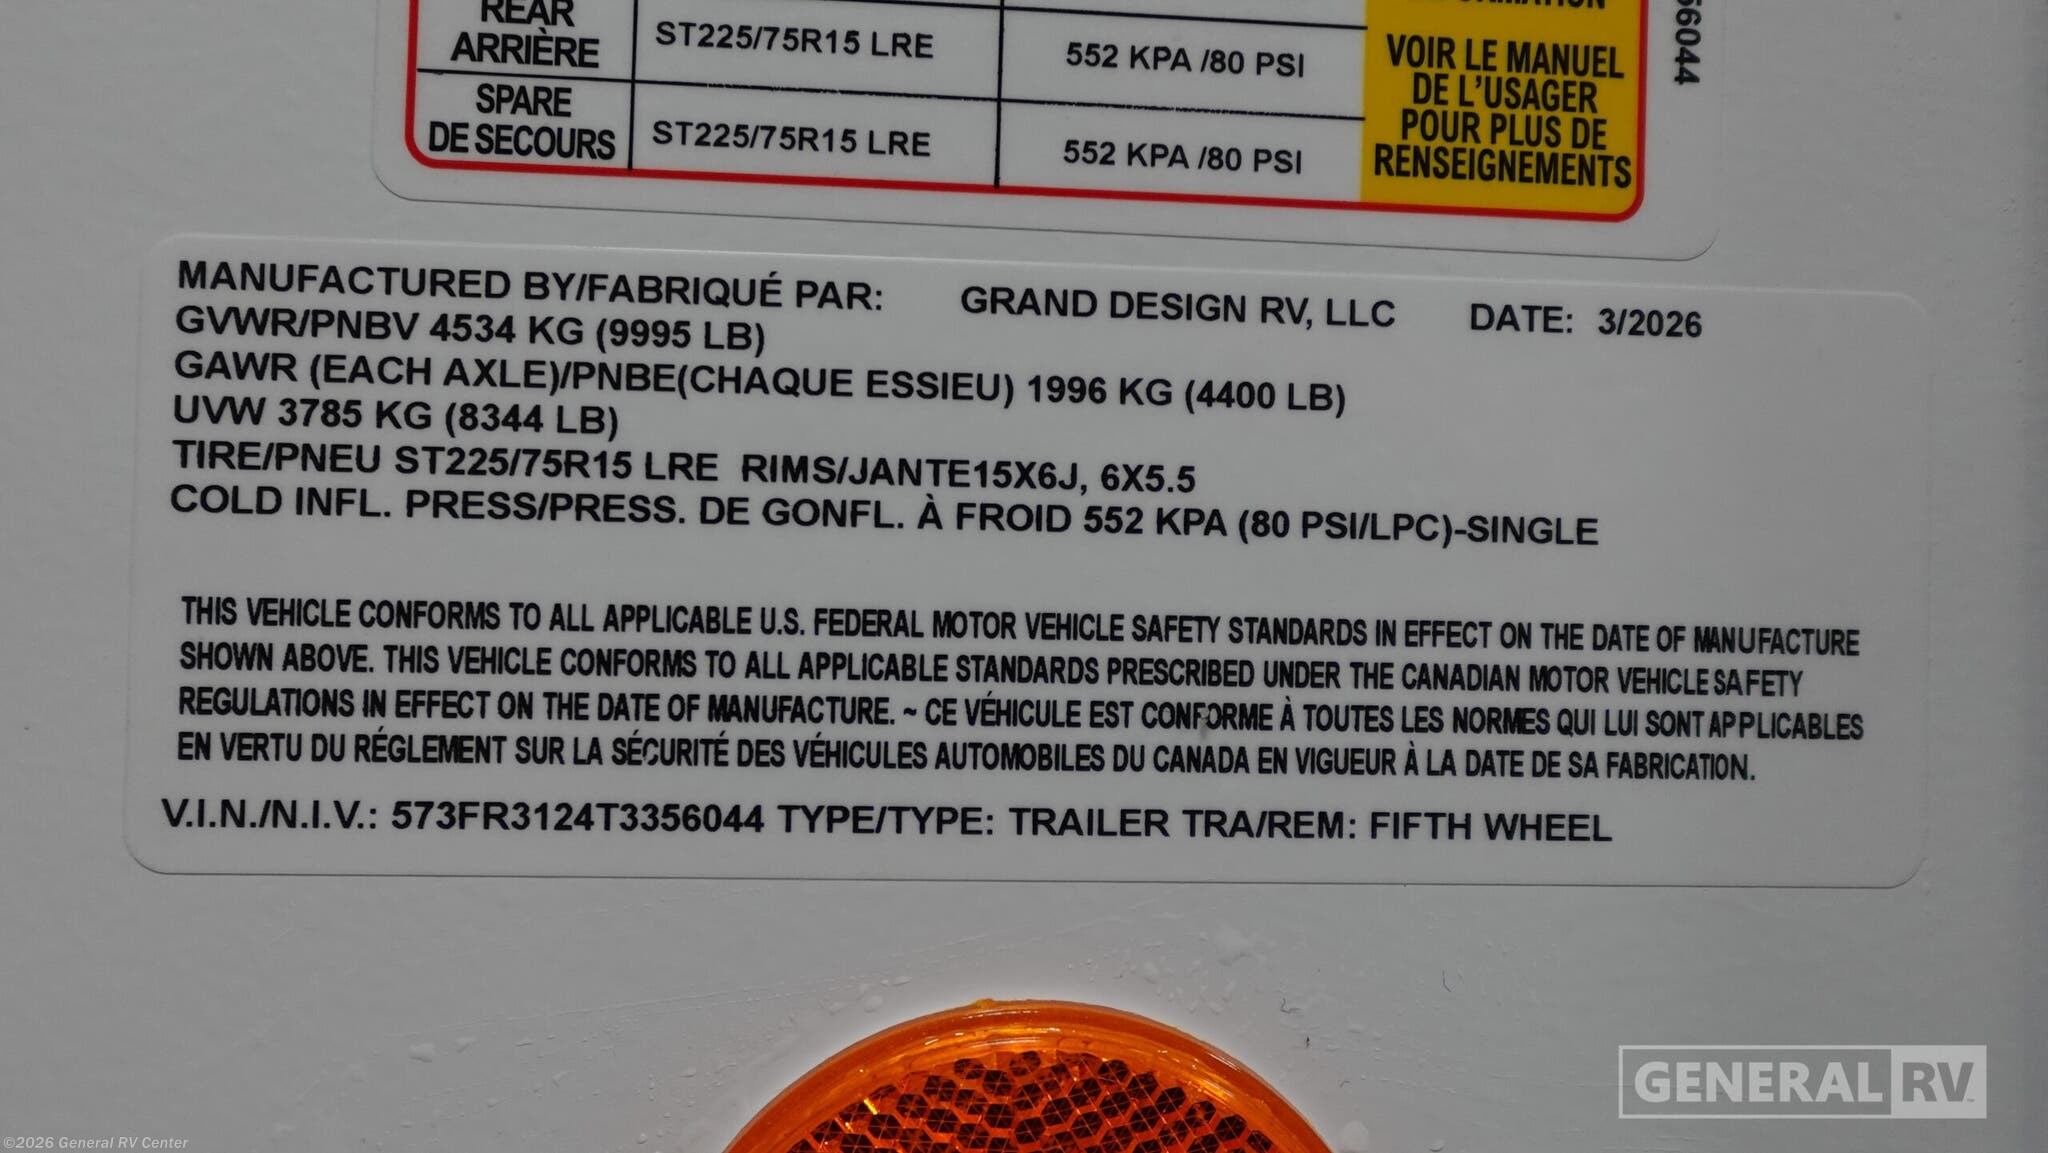 REAR
ARRIÈRE
ST225/75R15 LRE
552 KPA /80 PSI
SPARE
DE SECOURS
ST225/75R15 LRE
552 KPA /80 PSI
VOIR LE MANUEL
DE L'USAGER
POUR PLUS DE
RENSEIGNEMENTS
56044
MANUFACTURED BY/FABRIQUÉ PAR: GRAND DESIGN RV, LLC DATE: 3/2026
GVWR/PNBV 4534 KG (9995 LB)
GAWR (EACH AXLE)/PNBE(CHAQUE ESSIEU) 1996 KG (4400 LB)
UVW 3785 KG (8344 LB)
TIRE/PNEU ST225/75R15 LRE RIMS/JANTE15X6J, 6X5.5
COLD INFL. PRESS/PRESS. DE GONFL. À FROID 552 KPA (80 PSI/LPC)-SINGLE
THIS VEHICLE CONFORMS TO ALL APPLICABLE U.S. FEDERAL MOTOR VEHICLE SAFETY STANDARDS IN EFFECT ON THE DATE OF MANUFACTURE
SHOWN ABOVE. THIS VEHICLE CONFORMS TO ALL APPLICABLE STANDARDS PRESCRIBED UNDER THE CANADIAN MOTOR VEHICLE SAFETY
REGULATIONS IN EFFECT ON THE DATE OF MANUFACTURE. ~ CE VÉHICULE EST CONFORME À TOUTES LES NORMES QUI LUI SONT APPLICABLES
EN VERTU DU RÉGLEMENT SUR LA SÉCURITÉ DES VÉHICULES AUTOMOBILES DU CANADA EN VIGUEUR À LA DATE DE SA FABRICATION.
V.I.N./N.I.V.: 573FR3124T3356044 TYPE/TYPE: TRAILER TRA/REM: FIFTH WHEEL
GENERAL RV
©2026 General RV Center